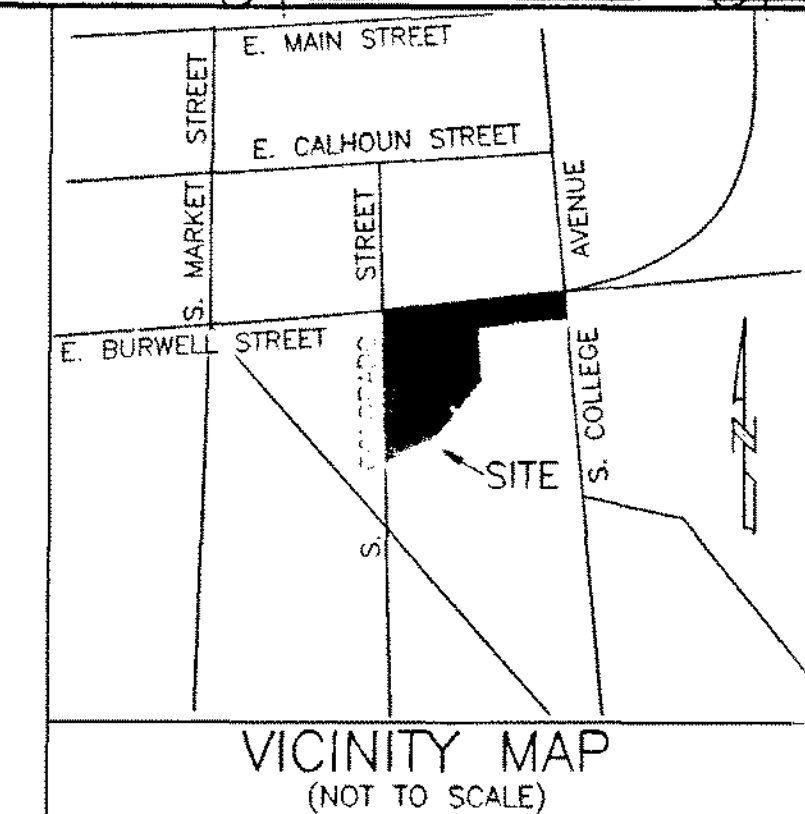 E. MAIN STREET
S. MARKET STREET
E. CALHOUN STREET
STREET
S. COLLEGE AVENUE
E. BURWELL STREET
S.
SITE
N
VICINITY MAP
(NOT TO SCALE)